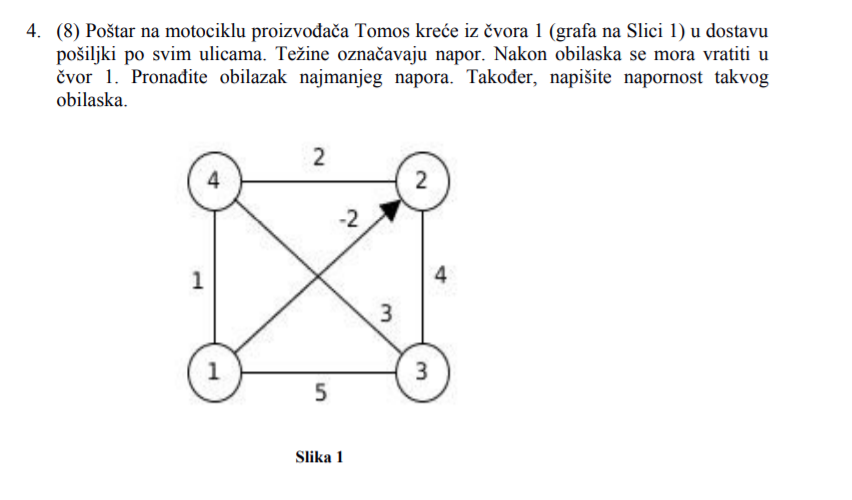 4. (8) Poštar na motociklu proizvođača Tomos kreće iz čvora 1 (grafa na Slici 1) u dostavu
pošiljki po svim ulicama. Težine označavaju napor. Nakon obilaska se mora vratiti u
čvor 1. Pronađite obilazak najmanjeg napora. Također, napišite napornost takvog
obilaska.
2
4
2
-2
1
4
3
1
3
5
Slika 1